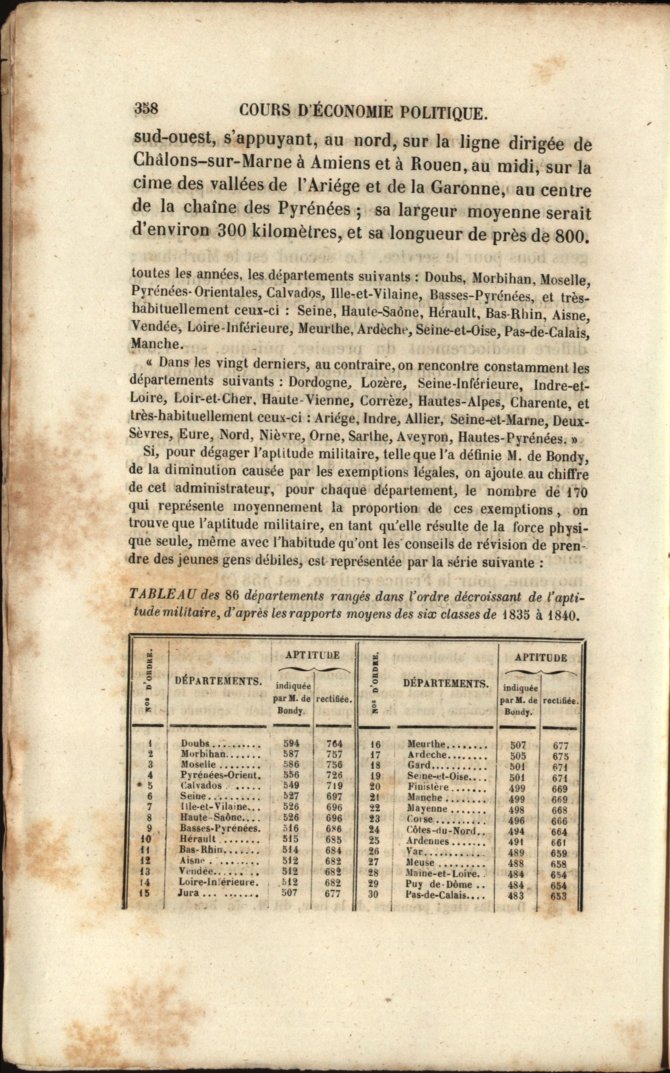 358 COURS D'ÉCONOMIE POLITIQUE.
sud-ouest, s'appuyant, au nord, sur la ligne dirigée de
Châlons-sur-Marne à Amiens et à Rouen, au midi, sur la
cime des vallées de l'Ariége et de la Garonne, au centre
de la chaîne des Pyrénées ; sa largeur moyenne serait
d'environ 300 kilomètres, et sa longueur de près de 800.
toutes les années, les départements suivants : Doubs, Morbihan, Moselle,
Pyrénées-Orientales, Calvados, Ille-et-Vilaine, Basses-Pyrénées, et très-
habituellement ceux-ci : Seine, Haute-Saône, Hérault, Bas-Rhin, Aisne,
Vendée, Loire-Inférieure, Meurthe, Ardèche, Seine-et-Oise, Pas-de-Calais,
Manche.
« Dans les vingt derniers, au contraire, on rencontre constamment les
départements suivants : Dordogne, Lozère, Seine-Inférieure, Indre-et-
Loire, Loir-et-Cher, Haute-Vienne, Corrèze, Hautes-Alpes, Charente, et
très-habituellement ceux-ci : Ariége, Indre, Allier, Seine-et-Marne, Deux-
Sèvres, Eure, Nord, Nièvre, Orne, Sarthe, Aveyron, Hautes-Pyrénées. »
Si, pour dégager l'aptitude militaire, telle que l'a définie M. de Bondy,
de la diminution causée par les exemptions légales, on ajoute au chiffre
de cet administrateur, pour chaque département, le nombre de 170
qui représente moyennement la proportion de ces exemptions, on
trouve que l'aptitude militaire, en tant qu'elle résulte de la force physi-
que seule, même avec l'habitude qu'ont les conseils de révision de pren-
dre des jeunes gens débiles, est représentée par la série suivante :
TABLEAU des 86 départements rangés dans l'ordre décroissant de l'apti-
tude militaire, d'après les rapports moyens des six classes de 1835 à 1840.
Nos D'ORDRE. DÉPARTEMENTS. APTITUDE indiquée par M. de Bondy. rectifiée. Nos D'ORDRE. DÉPARTEMENTS. APTITUDE indiquée par M. de Bondy. rectifiée.
1 Doubs.......... 594 764 16 Meurthe........ 507 677
2 Morbihan....... 587 757 17 Ardèche........ 505 675
3 Moselle ........ 586 756 18 Gard........... 501 671
4 Pyrénées-Orient. 556 726 19 Seine-et-Oise.... 501 671
5 Calvados ...... 549 719 20 Finistère ....... 499 669
6 Seine.......... 527 697 21 Manche ........ 499 669
7 Ille-et-Vilaine... 526 696 22 Mayenne ....... 498 668
8 Haute-Saône.... 526 696 23 Corse .......... 496 666
9 Basses-Pyrénées. 516 686 24 Côtes-du-Nord.. 494 664
10 Hérault ........ 515 685 25 Ardennes ....... 491 661
11 Bas-Rhin....... 514 684 26 Var............ 489 659
12 Aisne .......... 512 682 27 Meuse ......... 488 658
13 Vendée......... 512 682 28 Maine-et-Loire. . 484 654
14 Loire-Inférieure. 512 682 29 Puy de-Dôme .. 484 654
15 Jura ........... 507 677 30 Pas-de-Calais.... 483 653